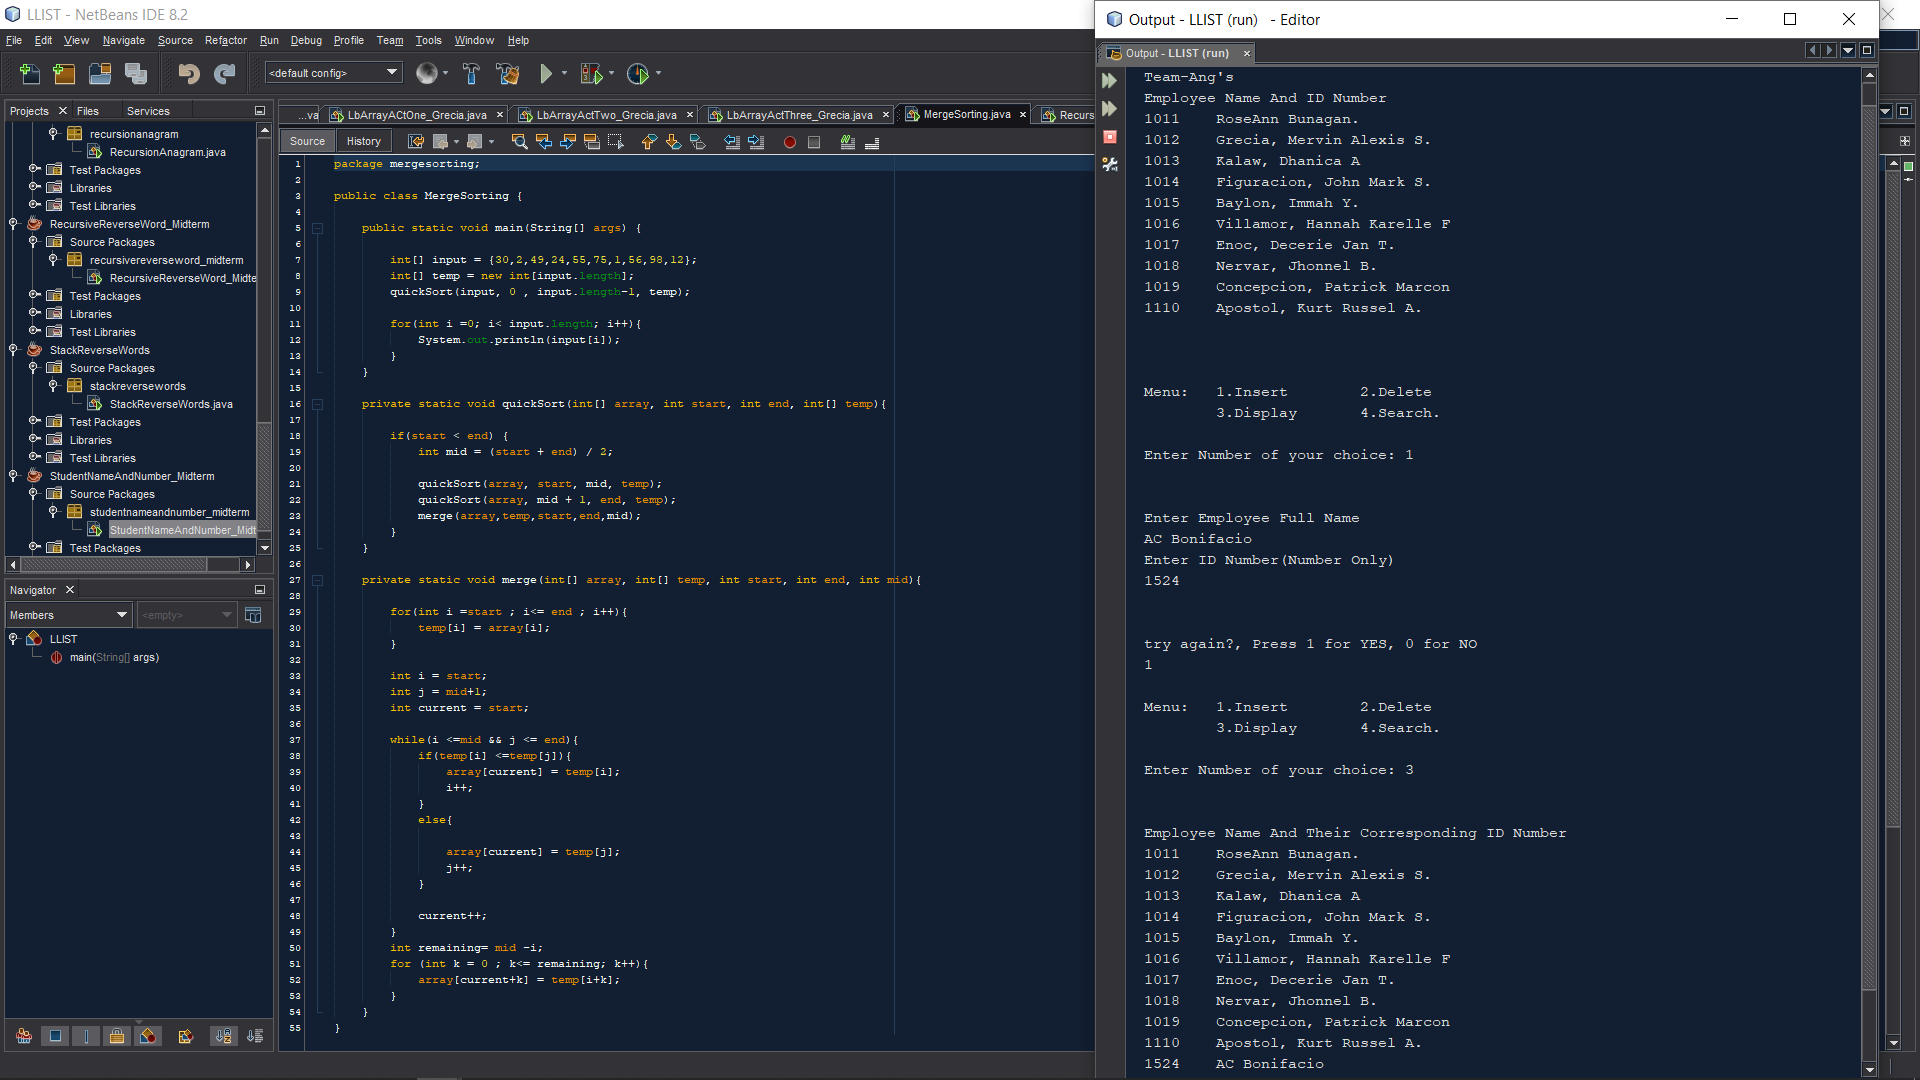 LLIST - NetBeans IDE 8.2
File Edit View Navigate Source Refactor Run Debug Profile Team Tools Window Help
<default config>
Projects Files Services
recursionanagram
RecursionAnagram.java
Test Packages
Libraries
Test Libraries
RecursiveReverseWord_Midterm
Source Packages
recursivereverseword_midterm
RecursiveReverseWord_Midte
Test Packages
Libraries
Test Libraries
StackReverseWords
Source Packages
stackreversewords
StackReverseWords.java
Test Packages
Libraries
Test Libraries
StudentNameAndNumber_Midterm
Source Packages
studentnameandnumber_midterm
StudentNameAndNumber_Midt
Test Packages
Navigator
Members <empty>
LLIST
main(String[] args)
...va LbArrayACtOne_Grecia.java LbArrayActTwo_Grecia.java LbArrayActThree_Grecia.java MergeSorting.java Recurs
Source History
1 package mergesorting;
2
3 public class MergeSorting {
4
5 public static void main(String[] args) {
6
7 int[] input = {30,2,49,24,55,75,1,56,98,12};
8 int[] temp = new int[input.length];
9 quickSort(input, 0 , input.length-1, temp);
10
11 for(int i =0; i< input.length; i++){
12 System.out.println(input[i]);
13 }
14 }
15
16 private static void quickSort(int[] array, int start, int end, int[] temp){
17
18 if(start < end) {
19 int mid = (start + end) / 2;
20
21 quickSort(array, start, mid, temp);
22 quickSort(array, mid + 1, end, temp);
23 merge(array,temp,start,end,mid);
24 }
25 }
26
27 private static void merge(int[] array, int[] temp, int start, int end, int mid){
28
29 for(int i =start ; i<= end ; i++){
30 temp[i] = array[i];
31 }
32
33 int i = start;
34 int j = mid+1;
35 int current = start;
36
37 while(i <=mid && j <= end){
38 if(temp[i] <=temp[j]){
39 array[current] = temp[i];
40 i++;
41 }
42 else{
43
44 array[current] = temp[j];
45 j++;
46 }
47
48 current++;
49 }
50 int remaining= mid -i;
51 for (int k = 0 ; k<= remaining; k++){
52 array[current+k] = temp[i+k];
53 }
54 }
55 }
Output - LLIST (run) - Editor
Output - LLIST (run)
Team-Ang's
Employee Name And ID Number
1011 RoseAnn Bunagan.
1012 Grecia, Mervin Alexis S.
1013 Kalaw, Dhanica A
1014 Figuracion, John Mark S.
1015 Baylon, Immah Y.
1016 Villamor, Hannah Karelle F
1017 Enoc, Decerie Jan T.
1018 Nervar, Jhonnel B.
1019 Concepcion, Patrick Marcon
1110 Apostol, Kurt Russel A.
Menu: 1.Insert 2.Delete
3.Display 4.Search.
Enter Number of your choice: 1
Enter Employee Full Name
AC Bonifacio
Enter ID Number(Number Only)
1524
try again?, Press 1 for YES, 0 for NO
1
Menu: 1.Insert 2.Delete
3.Display 4.Search.
Enter Number of your choice: 3
Employee Name And Their Corresponding ID Number
1011 RoseAnn Bunagan.
1012 Grecia, Mervin Alexis S.
1013 Kalaw, Dhanica A
1014 Figuracion, John Mark S.
1015 Baylon, Immah Y.
1016 Villamor, Hannah Karelle F
1017 Enoc, Decerie Jan T.
1018 Nervar, Jhonnel B.
1019 Concepcion, Patrick Marcon
1110 Apostol, Kurt Russel A.
1524 AC Bonifacio